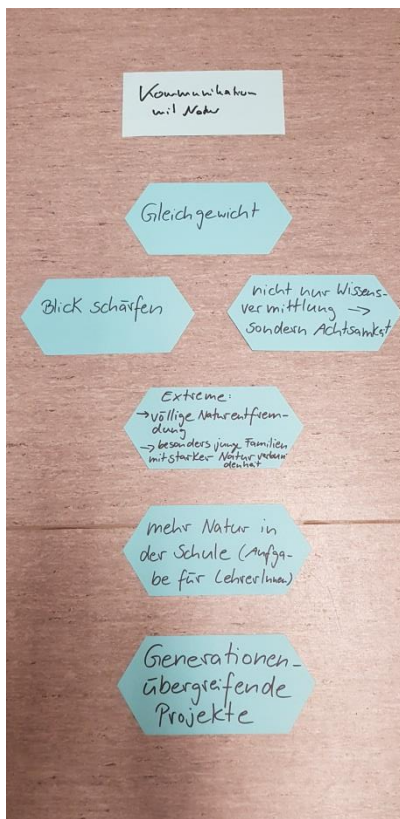 Kommunikation
mit Natur
Gleichgewicht
Blick schärfen
nicht nur Wissens-
vermittlung →
sondern Achtsamkeit
Extreme:
→ völlige Naturentfrem-
dung
→ besonders junge Familien
mit starker Naturverbun
denheit
mehr Natur in
der Schule (Aufga-
be für LehrerInnen)
Generationen-
übergreifende
Projekte